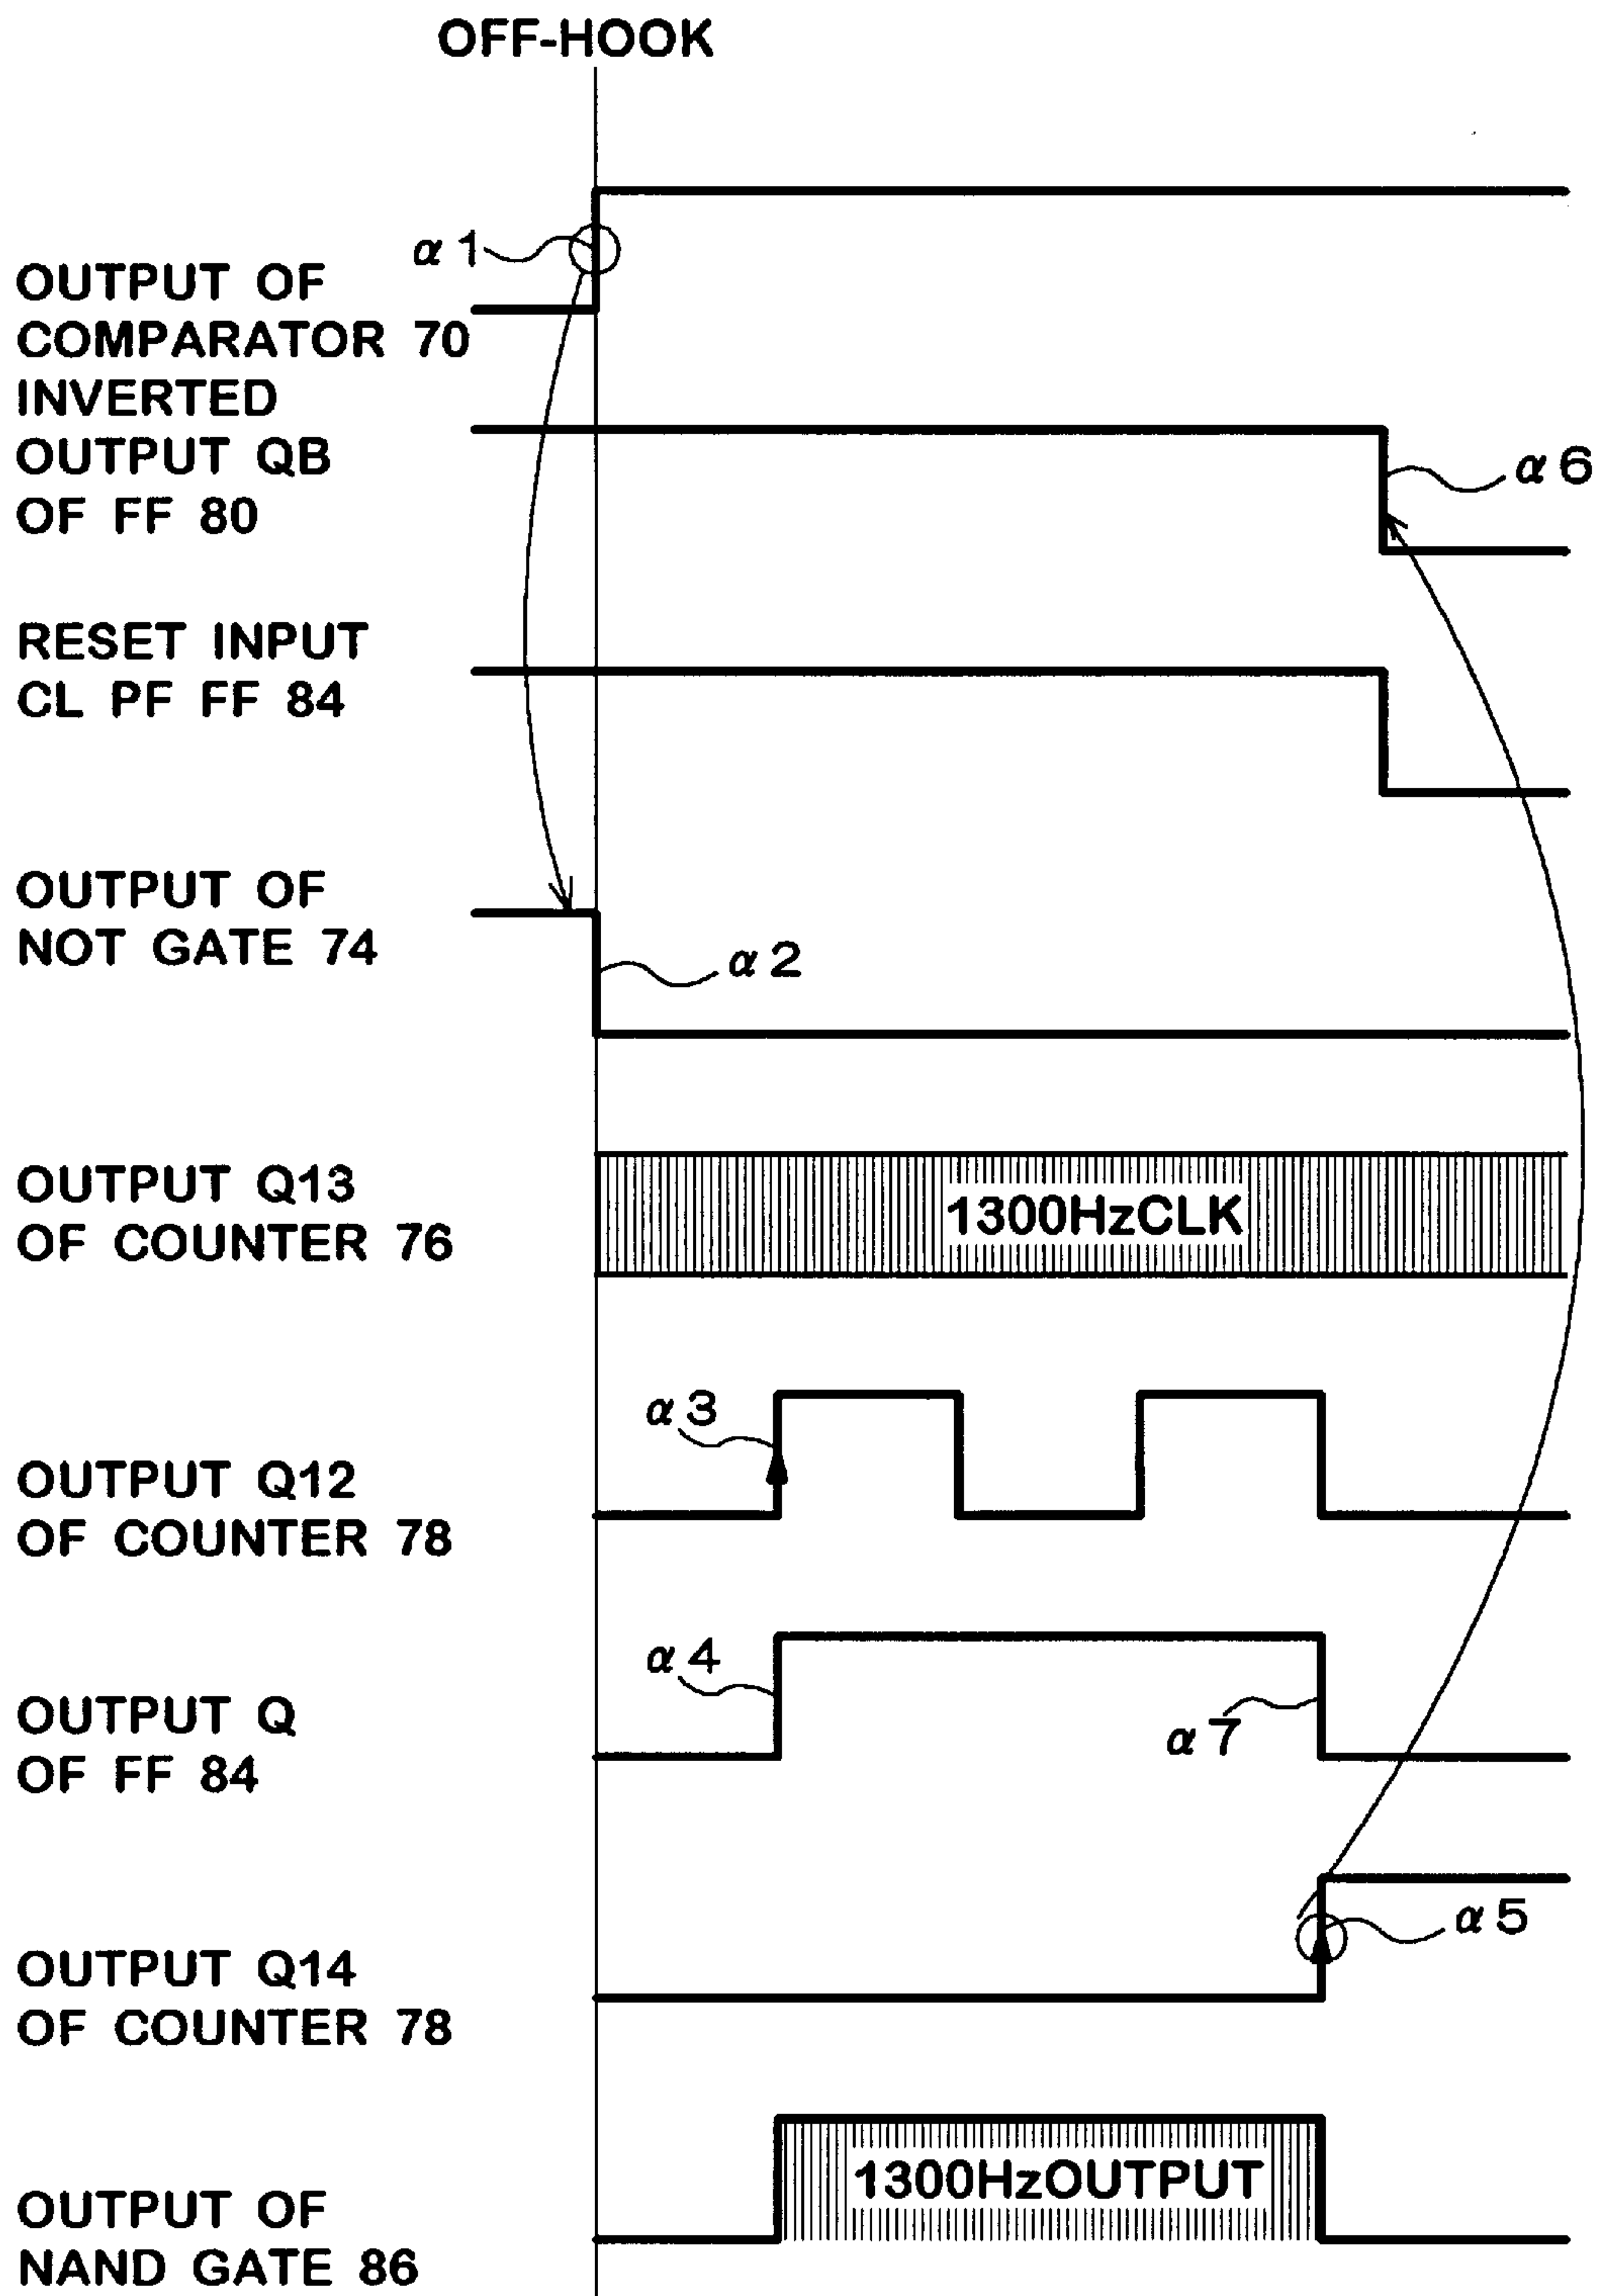 OFF-HOOK
α1
OUTPUT OF
COMPARATOR 70
INVERTED
OUTPUT QB
OF FF 80
α6
RESET INPUT
CL PF FF 84
OUTPUT OF
NOT GATE 74
α2
OUTPUT Q13
OF COUNTER 76
1300HzCLK
α3
OUTPUT Q12
OF COUNTER 78
α4
OUTPUT Q
OF FF 84
α7
α5
OUTPUT Q14
OF COUNTER 78
1300HzOUTPUT
OUTPUT OF
NAND GATE 86